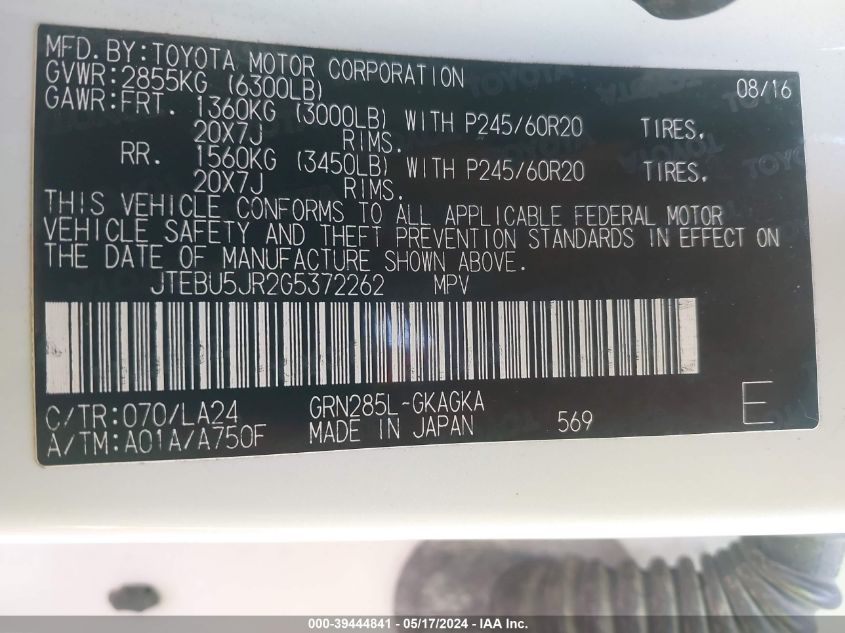 MFD. BY: TOYOTA MOTOR CORPORATION 08/16
GVWR: 2855KG (6300LB)
GAWR: FRT. 1360KG (3000LB) WITH P245/60R20 TIRES.
20X7J RIMS.
RR. 1560KG (3450LB) WITH P245/60R20 TIRES.
20X7J RIMS.
THIS VEHICLE CONFORMS TO ALL APPLICABLE FEDERAL MOTOR
VEHICLE SAFETY AND THEFT PREVENTION STANDARDS IN EFFECT ON
THE DATE OF MANUFACTURE SHOWN ABOVE.
JTEBU5JR2G5372262 MPV
C/TR: 070/LA24 GRN285L-GKAGKA
A/TM: A01A/A750F MADE IN JAPAN 569 E
000-39444841 - 05/17/2024 - IAA Inc.